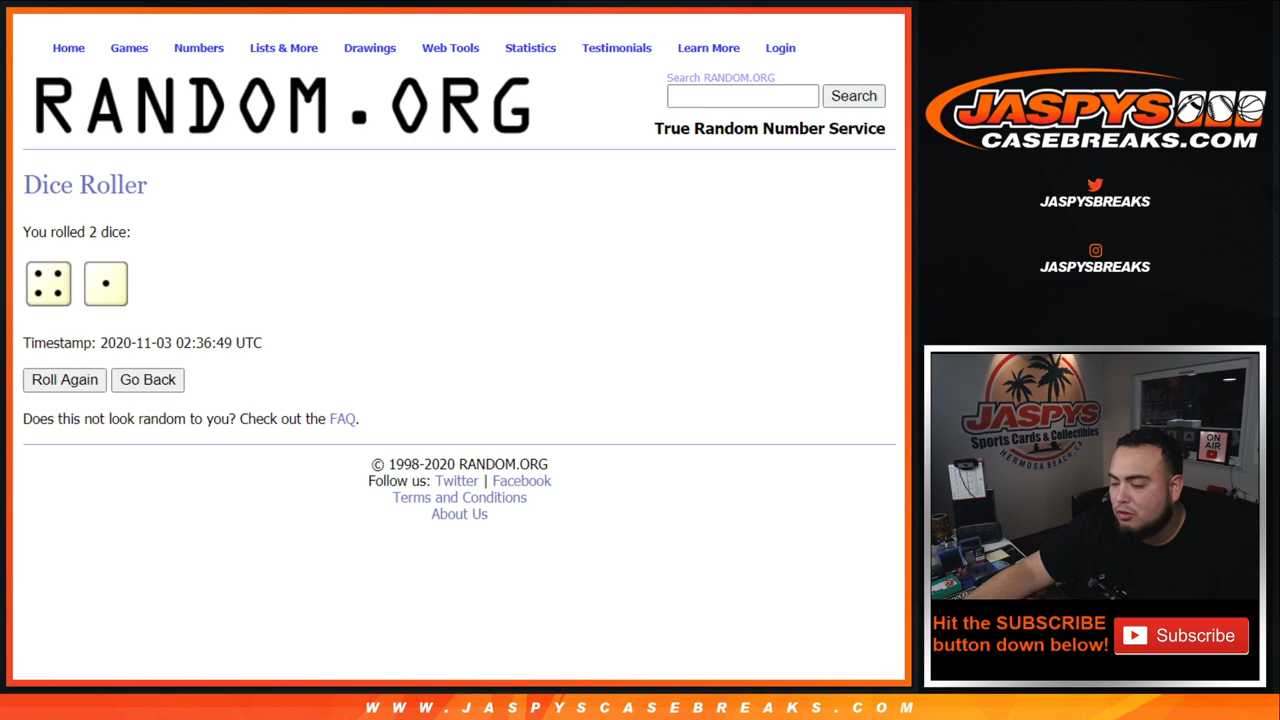 Home Games Numbers Lists & More Drawings Web Tools Statistics Testimonials Learn More Login
RANDOM.ORG
Search RANDOM.ORG
Search
True Random Number Service
Dice Roller
You rolled 2 dice:
Timestamp: 2020-11-03 02:36:49 UTC
Roll Again Go Back
Does this not look random to you? Check out the FAQ.
© 1998-2020 RANDOM.ORG
Follow us: Twitter | Facebook
Terms and Conditions
About Us
JASPYS
CASEBREAKS.COM
JASPYSBREAKS
JASPYSBREAKS
JASPYS
Sports Cards & Collectibles
HERMOSA BEACH, CA
ON
AIR
Hit the SUBSCRIBE
button down below!
Subscribe
WWW.JASPYSCASEBREAKS.COM